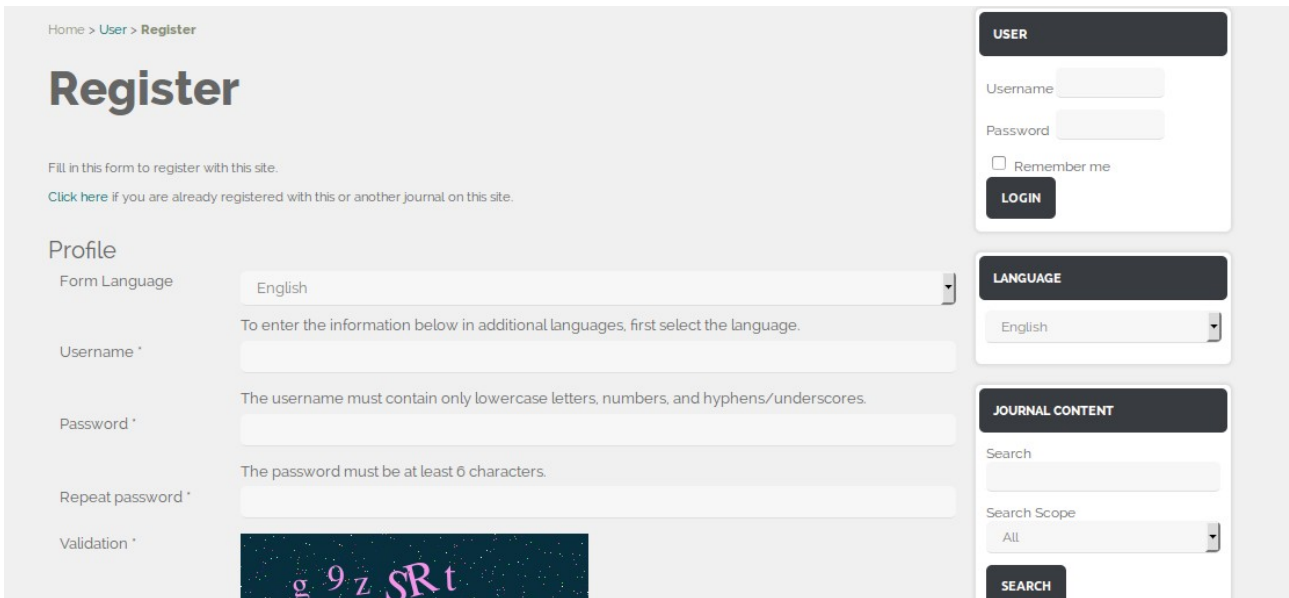 Home > User > Register
Register
Fill in this form to register with this site.
Click here if you are already registered with this or another journal on this site.
Profile
Form Language
English
To enter the information below in additional languages, first select the language.
Username *
The username must contain only lowercase letters, numbers, and hyphens/underscores.
Password *
The password must be at least 6 characters.
Repeat password *
Validation *
g 9 z S R t
USER
Username
Password
Remember me
LOGIN
LANGUAGE
English
JOURNAL CONTENT
Search
Search Scope
All
SEARCH